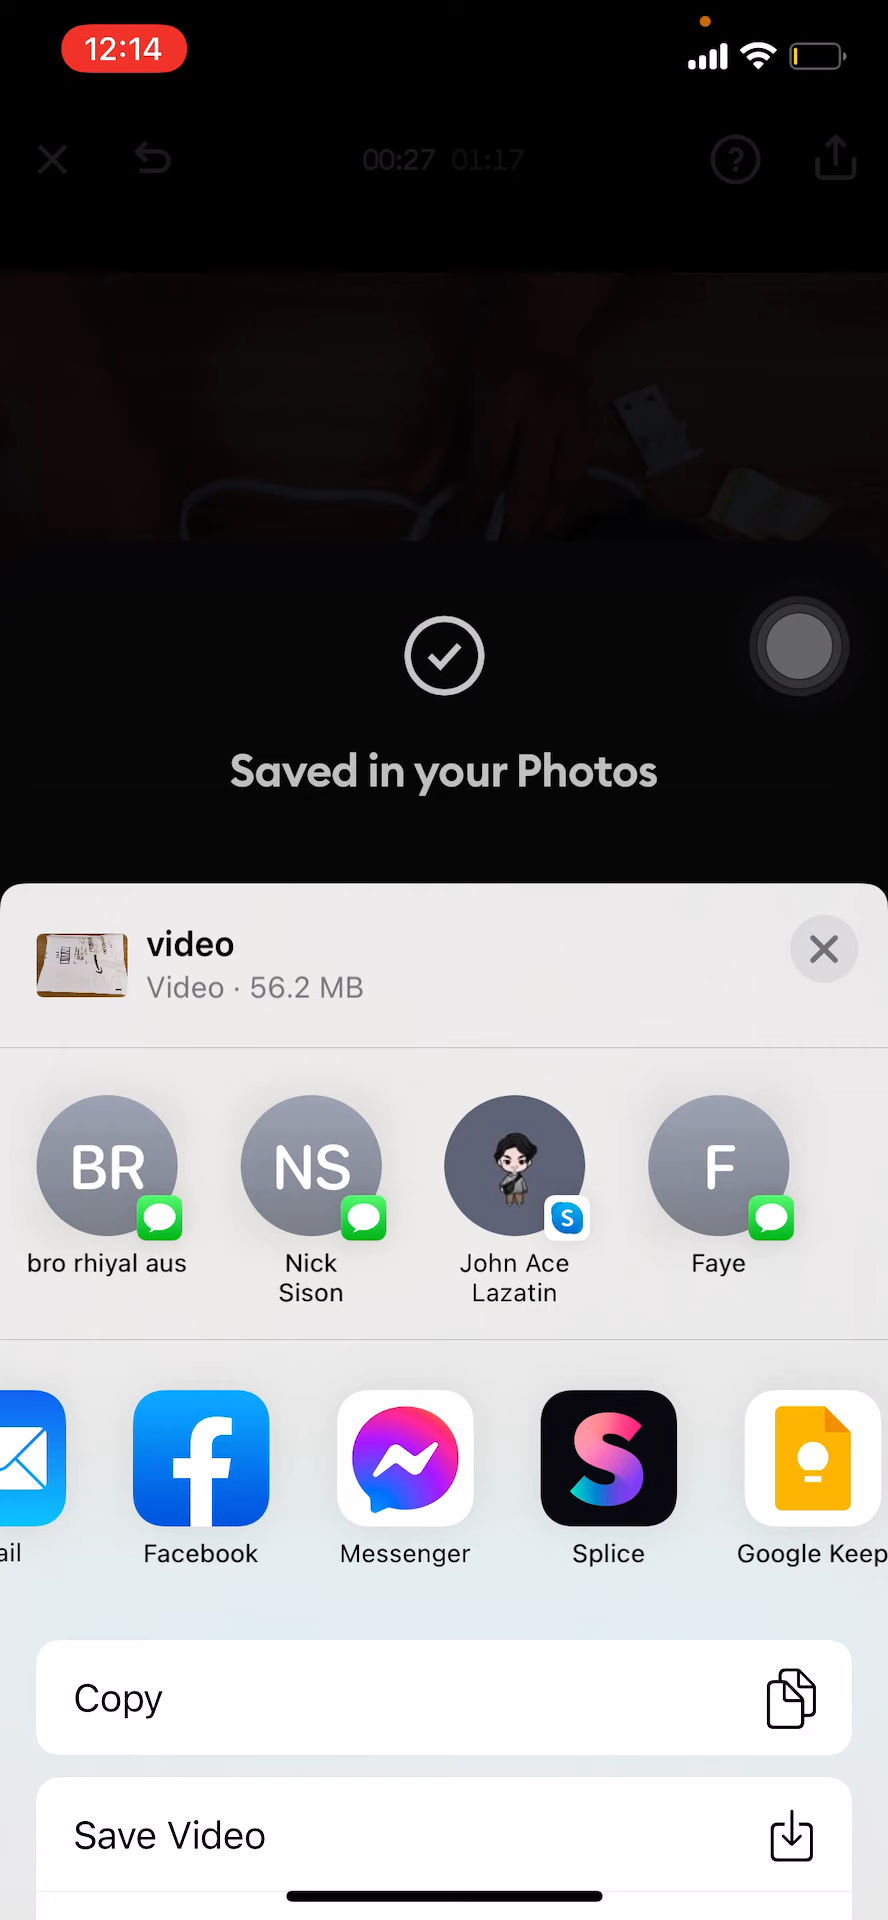 12:14
00:27 01:17
?
Saved in your Photos
video
Video · 56.2 MB
BR
NS
S
F
bro rhiyal aus
Nick Sison
John Ace Lazatin
Faye
ail
Facebook
Messenger
Splice
Google Keep
Copy
Save Video